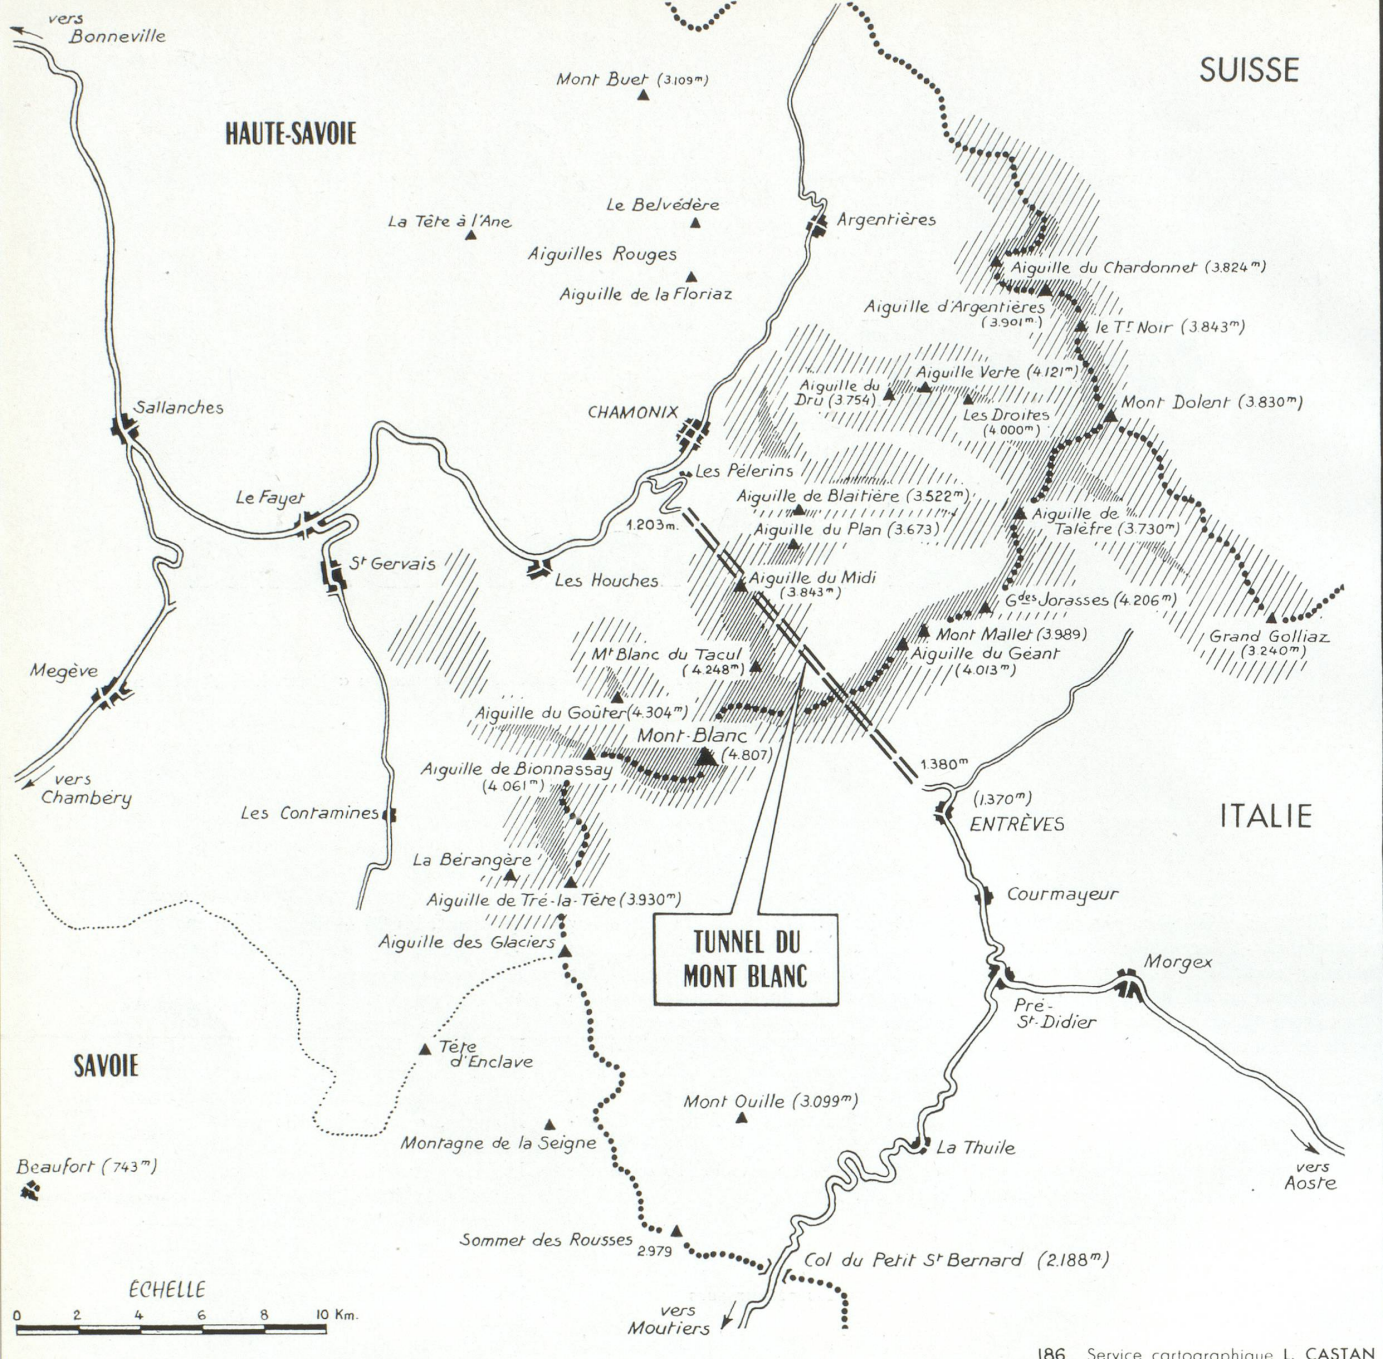 vers
Bonneville
SUISSE
Mont Buet (3.109m)
HAUTE-SAVOIE
Le Belvédère
La Tête à l'Ane
Argentières
Aiguilles Rouges
Aiguille du Chardonnet (3.824m)
Aiguille de la Floriaz
Aiguille d'Argentières
(3.901m.)
le Tr Noir (3.843m)
Aiguille Verte (4.121m)
Aiguille du
Dru (3.754)
Les Droites
(4.000m)
Mont Dolent (3.830m)
Sallanches
CHAMONIX
Les Pélerins
Le Fayet
Aiguille de Blaitière (3.522m)
1.203m.
Aiguille du Plan (3.673)
Aiguille de
Talèfre (3.730m)
St Gervais
Les Houches
Aiguille du Midi
(3.843m)
Gdes Jorasses (4.206m)
Mont Mallet (3.989)
Grand Golliaz
(3.240m)
Mt Blanc du Tacul
(4.248m)
Aiguille du Géant
(4.013m)
Megève
Aiguille du Goûter (4.304m)
Mont-Blanc
(4.807)
Aiguille de Bionnassay
(4.061m)
1.380m
vers
Chambéry
(1.370m)
ENTRÈVES
ITALIE
Les Contamines
La Bérangère
Courmayeur
Aiguille de Tré-la-Tête (3.930m)
TUNNEL DU
MONT BLANC
Aiguille des Glaciers
Morgex
Pré-
St-Didier
SAVOIE
Tête
d'Enclave
Mont Ouille (3.099m)
Montagne de la Seigne
La Thuile
Beaufort (743m)
vers
Aoste
Sommet des Rousses
2.979
Col du Petit St Bernard (2.188m)
ÉCHELLE
0 2 4 6 8 10 Km.
vers
Moutiers
186 Service cartographique L. CASTAN